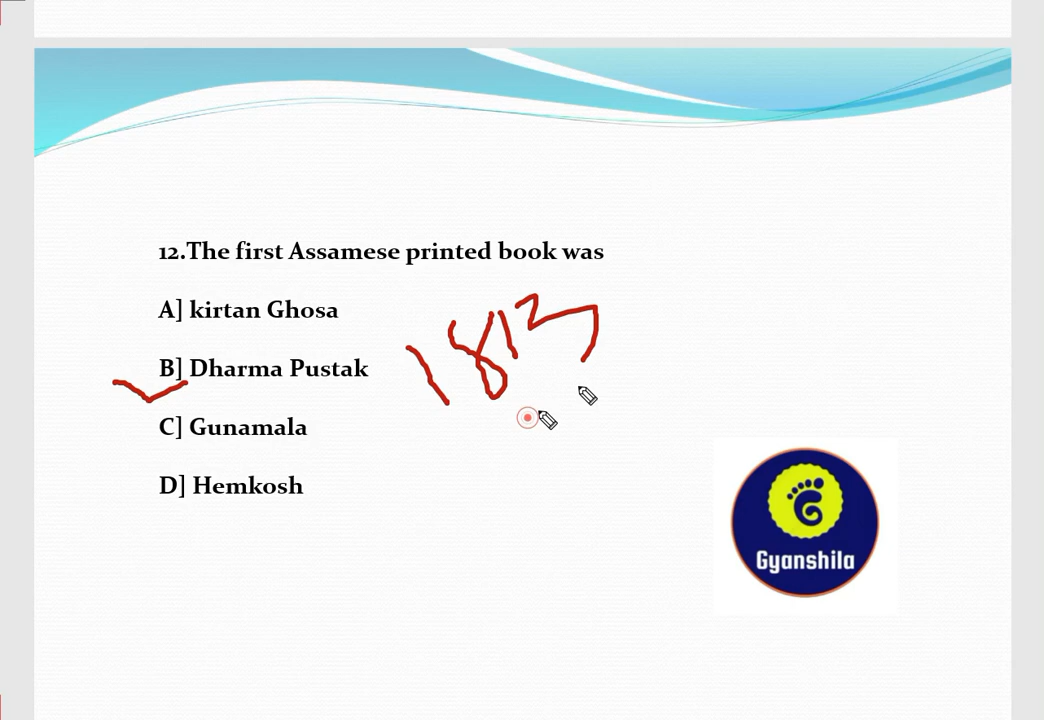 12.The first Assamese printed book was
A] kirtan Ghosa
B] Dharma Pustak
1813
C] Gunamala
D] Hemkosh
Gyanshila